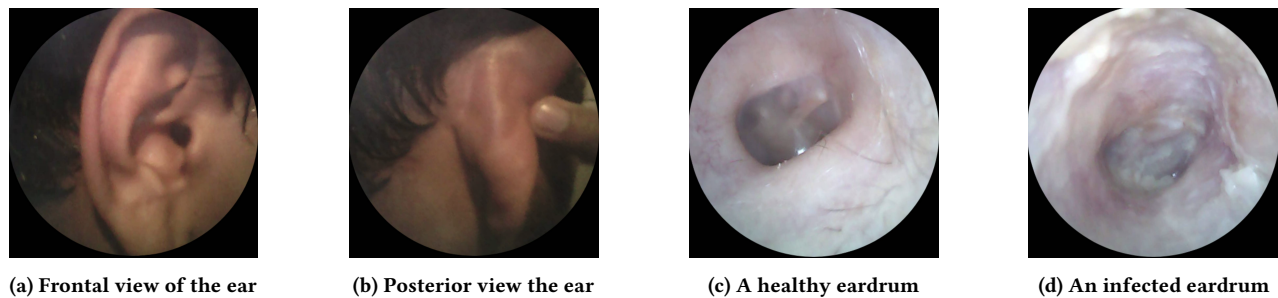 (a) Frontal view of the ear
(b) Posterior view the ear
(c) A healthy eardrum
(d) An infected eardrum